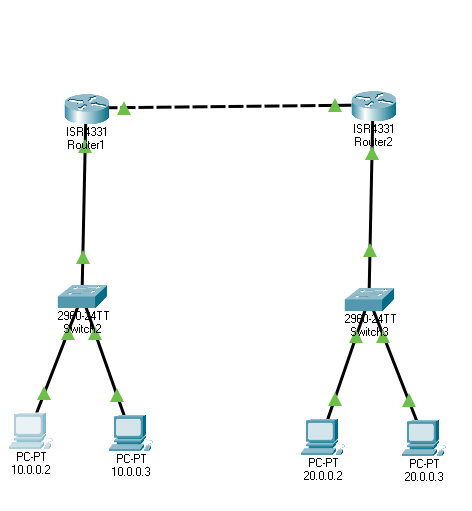 ISR4331
Router1
ISR4331
Router2
2960-24TT
Switch2
2960-24TT
Switch3
PC-PT
10.0.0.2
PC-PT
10.0.0.3
PC-PT
20.0.0.2
PC-PT
20.0.0.3